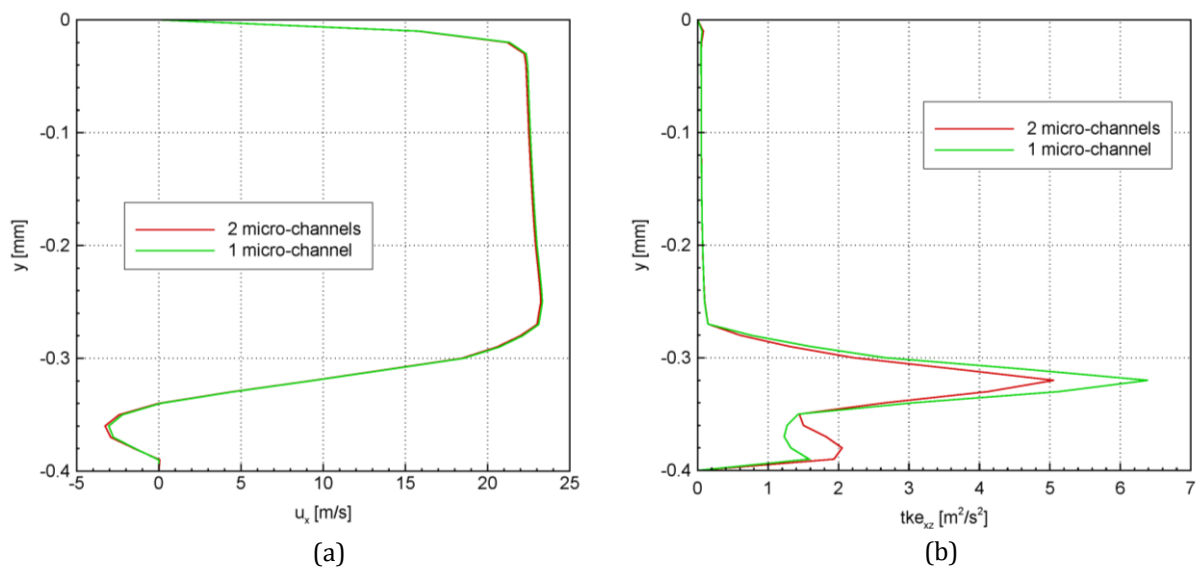 0
-0.1
-0.2
-0.3
-0.4
y [mm]
-5 0 5 10 15 20 25
u_x [m/s]
2 micro-channels
1 micro-channel
(a)
0
-0.1
-0.2
-0.3
-0.4
y [mm]
0 1 2 3 4 5 6 7
tke_xz [m²/s²]
2 micro-channels
1 micro-channel
(b)